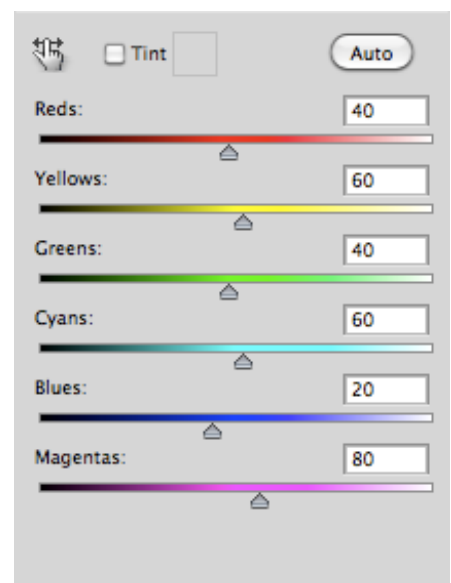 Tint Auto
Reds: 40
Yellows: 60
Greens: 40
Cyans: 60
Blues: 20
Magentas: 80